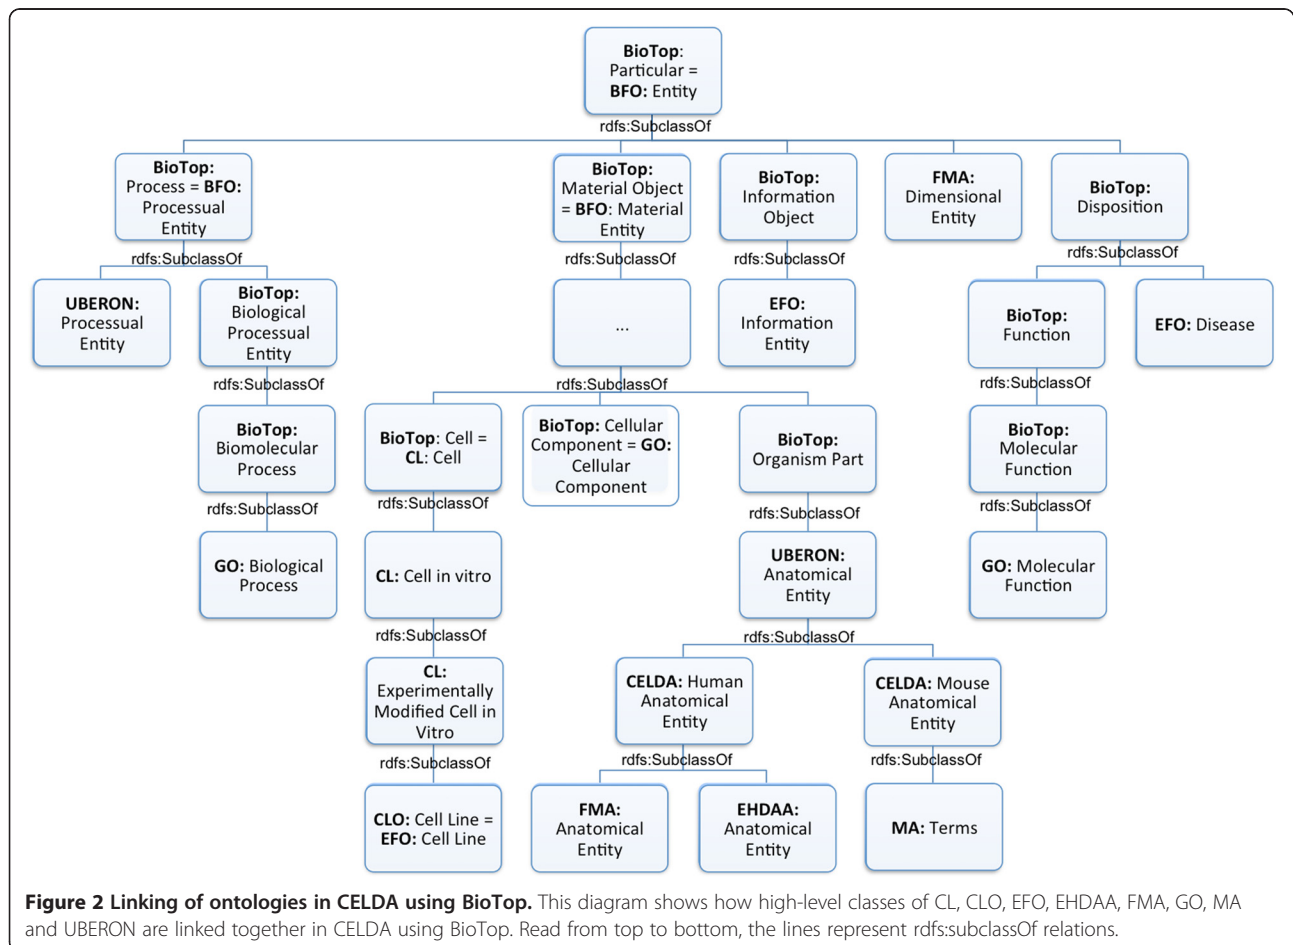 BioTop:
Particular =
BFO: Entity
rdfs:SubclassOf
BioTop:
Process = BFO:
Processual
Entity
BioTop:
Material Object
= BFO: Material
Entity
BioTop:
Information
Object
FMA:
Dimensional
Entity
BioTop:
Disposition
rdfs:SubclassOf
rdfs:SubclassOf
rdfs:SubclassOf
rdfs:SubclassOf
UBERON:
Processual
Entity
BioTop:
Biological
Processual
Entity
...
EFO:
Information
Entity
BioTop:
Function
EFO: Disease
rdfs:SubclassOf
rdfs:SubclassOf
rdfs:SubclassOf
BioTop:
Biomolecular
Process
BioTop: Cell =
CL: Cell
BioTop: Cellular
Component = GO:
Cellular
Component
BioTop:
Organism Part
BioTop:
Molecular
Function
rdfs:SubclassOf
rdfs:SubclassOf
rdfs:SubclassOf
rdfs:SubclassOf
GO: Biological
Process
CL: Cell in vitro
UBERON:
Anatomical
Entity
GO: Molecular
Function
rdfs:SubclassOf
rdfs:SubclassOf
CL:
Experimentally
Modified Cell in
Vitro
CELDA: Human
Anatomical
Entity
CELDA: Mouse
Anatomical
Entity
rdfs:SubclassOf
rdfs:SubclassOf
rdfs:SubclassOf
CLO: Cell Line =
EFO: Cell Line
FMA:
Anatomical
Entity
EHDAA:
Anatomical
Entity
MA: Terms
Figure 2 Linking of ontologies in CELDA using BioTop. This diagram shows how high-level classes of CL, CLO, EFO, EHDAA, FMA, GO, MA
and UBERON are linked together in CELDA using BioTop. Read from top to bottom, the lines represent rdfs:subclassOf relations.